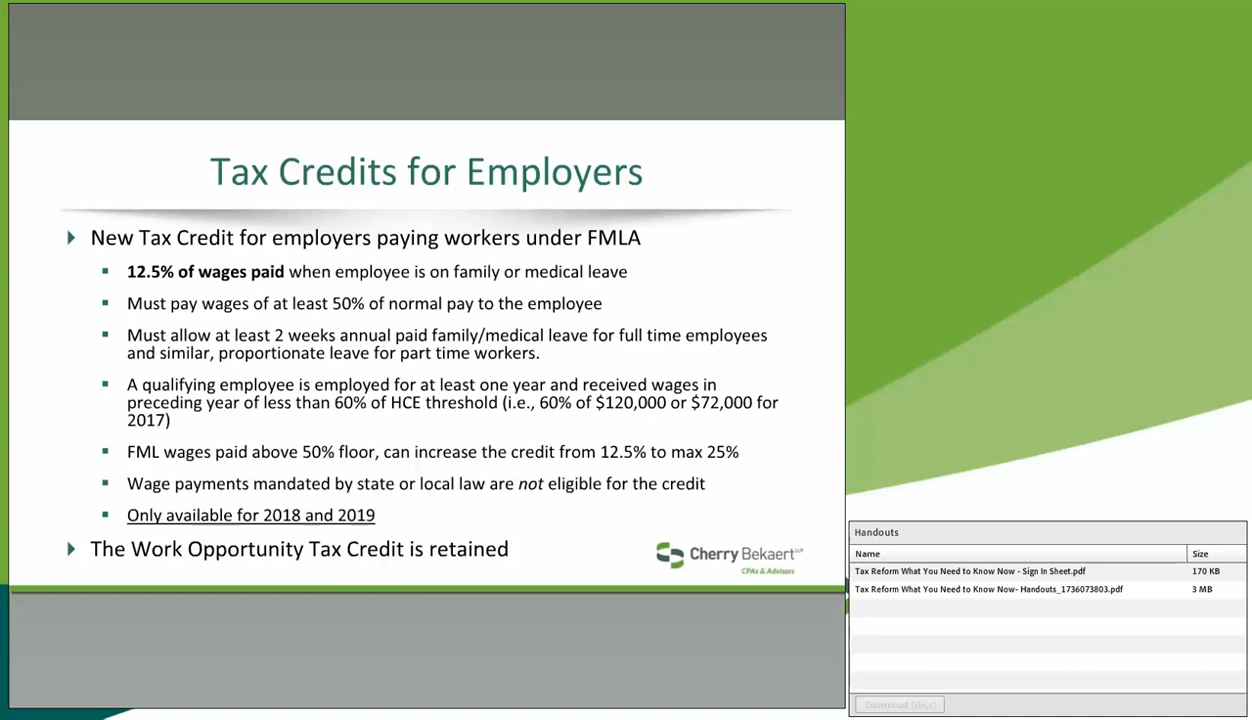 Tax Credits for Employers
New Tax Credit for employers paying workers under FMLA
12.5% of wages paid when employee is on family or medical leave
Must pay wages of at least 50% of normal pay to the employee
Must allow at least 2 weeks annual paid family/medical leave for full time employees
and similar, proportionate leave for part time workers.
A qualifying employee is employed for at least one year and received wages in
preceding year of less than 60% of HCE threshold (i.e., 60% of $120,000 or $72,000 for
2017)
FML wages paid above 50% floor, can increase the credit from 12.5% to max 25%
Wage payments mandated by state or local law are not eligible for the credit
Only available for 2018 and 2019
The Work Opportunity Tax Credit is retained
Cherry Bekaert LLP
CPAs & Advisors
Handouts
Name Size
Tax Reform What You Need to Know Now - Sign In Sheet.pdf 170 KB
Tax Reform What You Need to Know Now- Handouts_1736073803.pdf 3 MB
Download File(s)